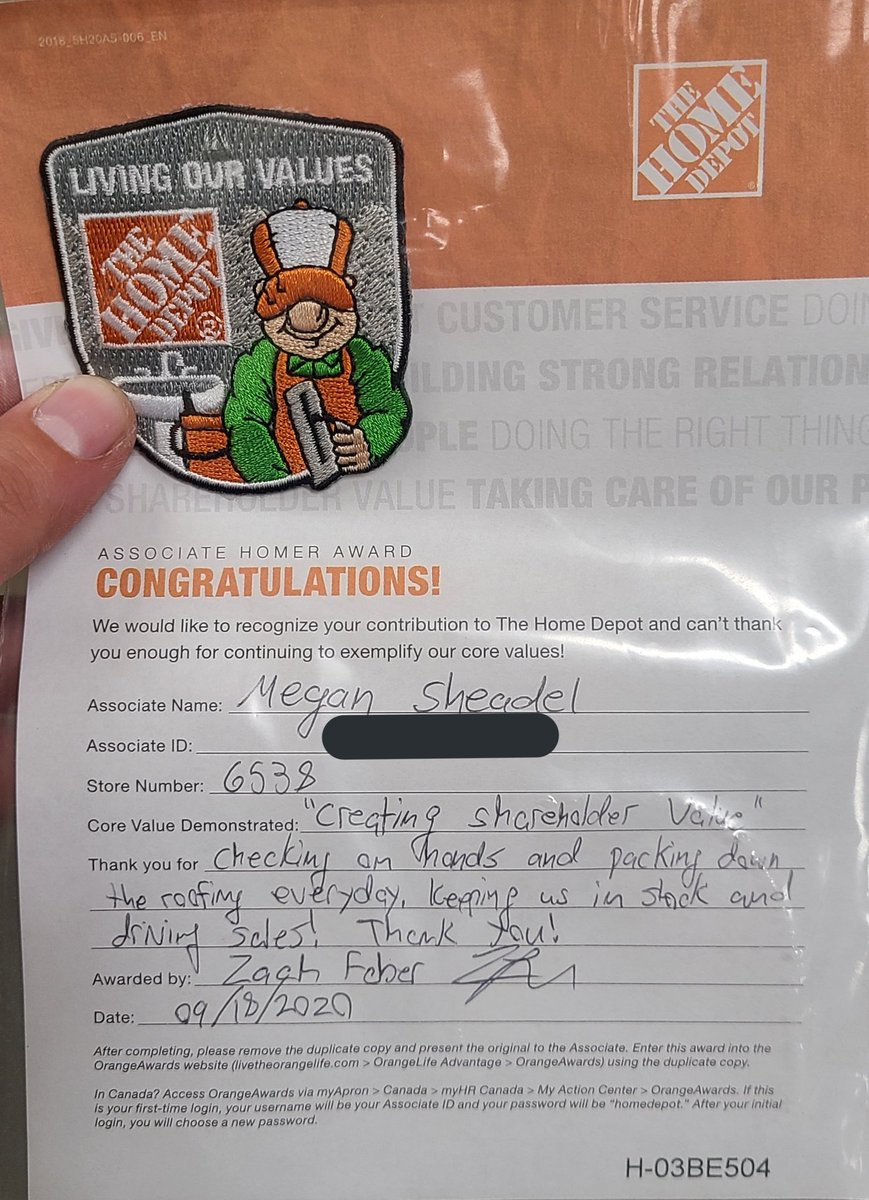 2016_SH20AS-006_EN
LIVING OUR VALUES
THE
HOME
DEPOT
®
THE
HOME
DEPOT
®
CUSTOMER SERVICE DOIN
ILDING STRONG RELATION
PLE DOING THE RIGHT THING
SHAREHOLDER VALUE TAKING CARE OF OUR P
ASSOCIATE HOMER AWARD
CONGRATULATIONS!
We would like to recognize your contribution to The Home Depot and can't thank
you enough for continuing to exemplify our core values!
Associate Name: Megan Sheadel
Associate ID:
Store Number: 6538
Core Value Demonstrated: "Creating shareholder Value"
Thank you for Checking on hands and packing down
the roofing everyday, keeping us in stock and
driving sales! Thank You!
Awarded by: Zach Faber
Date: 09/18/2020
After completing, please remove the duplicate copy and present the original to the Associate. Enter this award into the
OrangeAwards website (livetheorangelife.com > OrangeLife Advantage > OrangeAwards) using the duplicate copy.
In Canada? Access OrangeAwards via myApron > Canada > myHR Canada > My Action Center > OrangeAwards. If this
is your first-time login, your username will be your Associate ID and your password will be "homedepot." After your initial
login, you will choose a new password.
H-03BE504